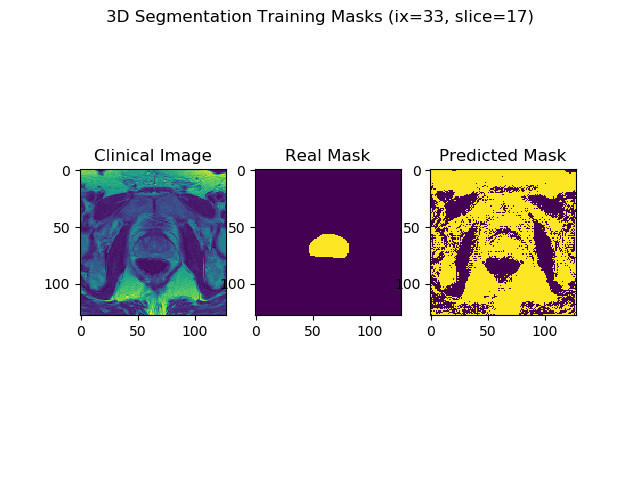 3D Segmentation Training Masks (ix=33, slice=17)
Clinical Image Real Mask Predicted Mask
0 0 0
50 50 50
100 100 100
0 50 100 0 50 100 0 50 100